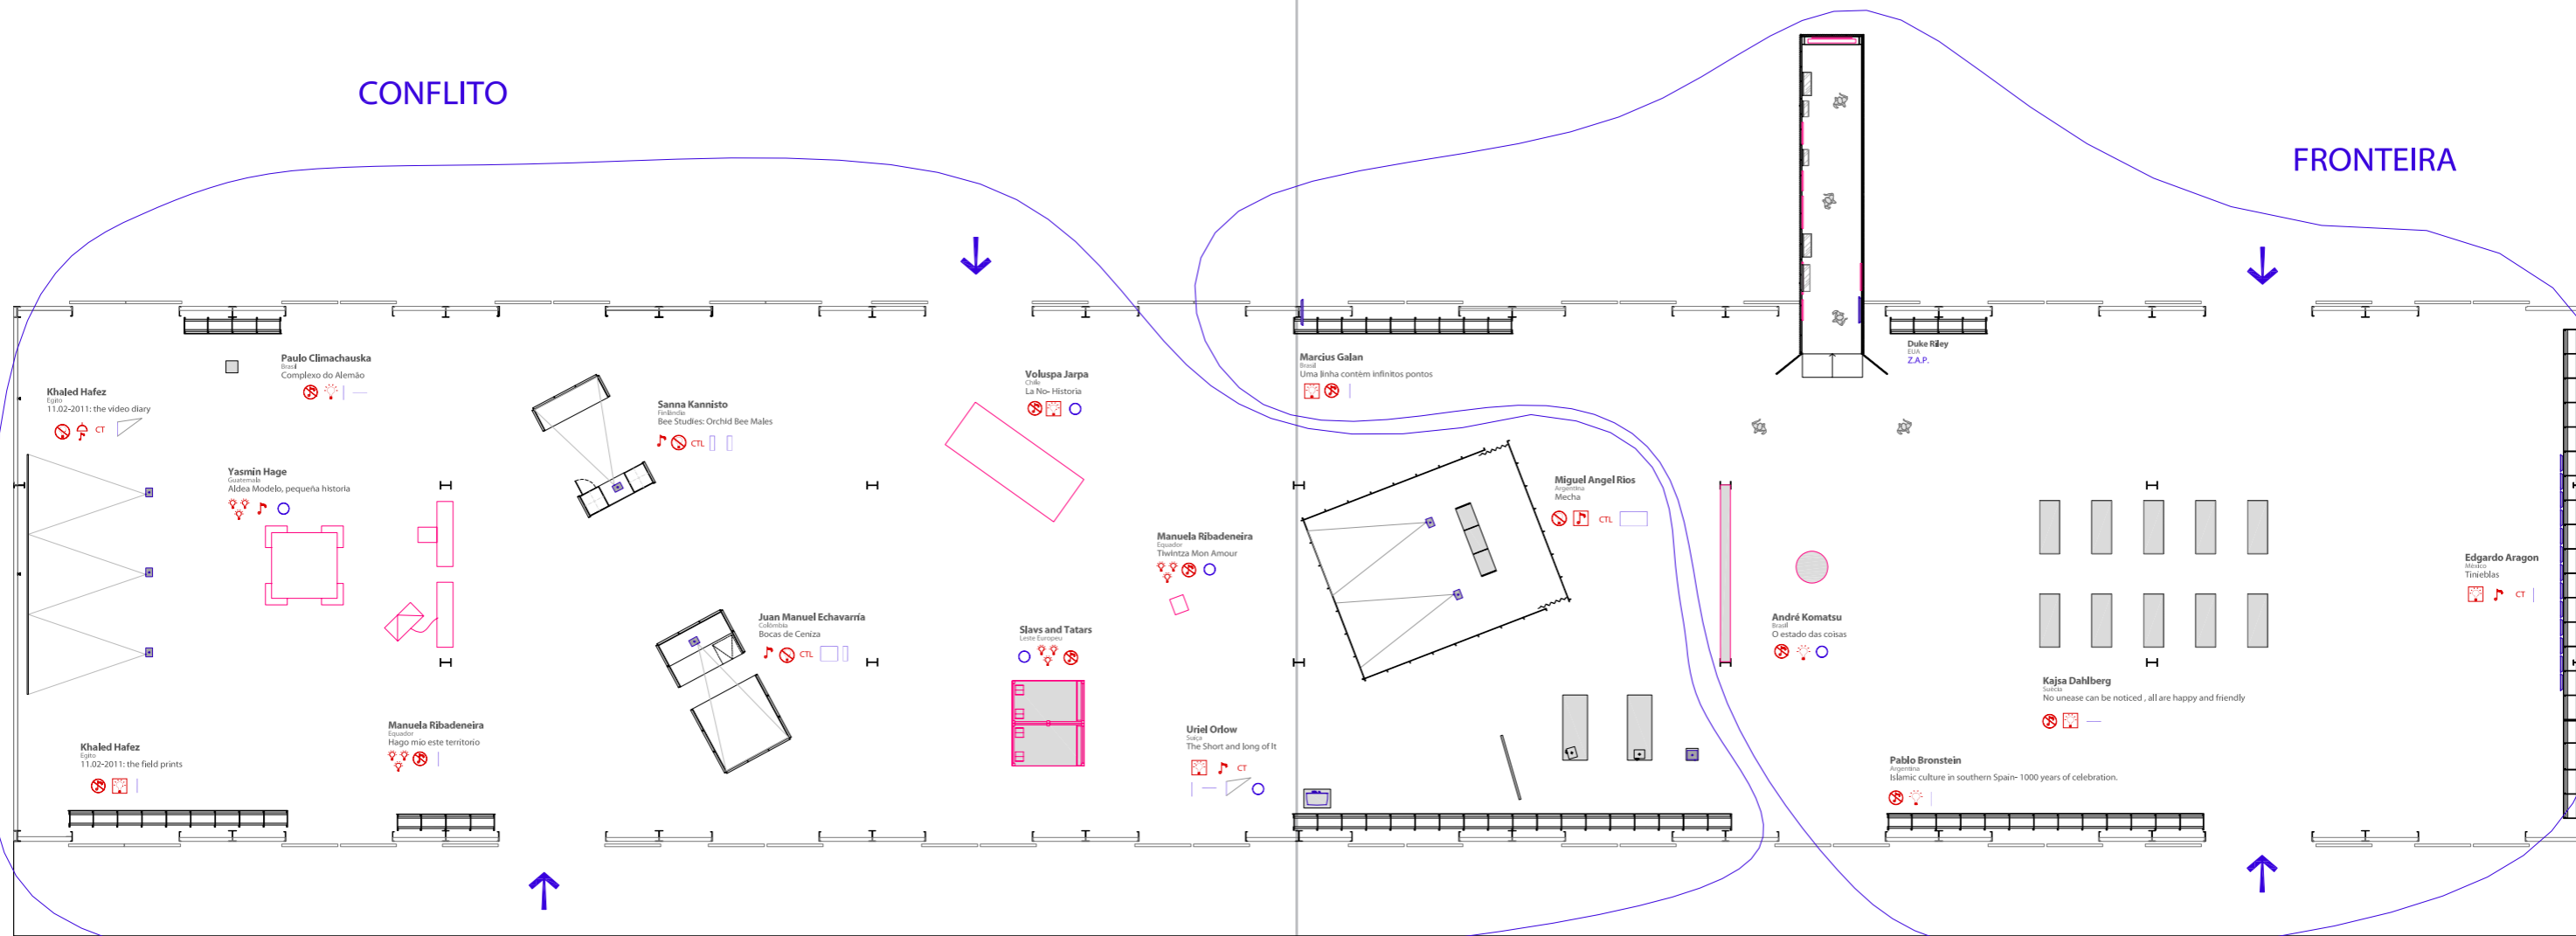 CONFLITO
FRONTEIRA
Paulo Climachauska
Brasil
Complexo do Alemão
Khaled Hafez
Egito
11.02-2011: the video diary
CT
Yasmin Hage
Guatemala
Aldea Modelo, pequeña historia
Sanna Kannisto
Finlândia
Bee Studies: Orchid Bee Males
CTL
Voluspa Jarpa
Chile
La No- Historia
Marcius Galan
Brasil
Uma linha contém infinitos pontos
Duke Riley
EUA
Z.A.P.
Manuela Ribadeneira
Equador
Tiwintza Mon Amour
Miguel Angel Rios
Argentina
Mecha
CTL
Juan Manuel Echavarría
Colômbia
Bocas de Ceniza
CTL
Slavs and Tatars
Leste Europeu
André Komatsu
Brasil
O estado das coisas
Edgardo Aragon
México
Tinieblas
CT
Kajsa Dahlberg
Suécia
No unease can be noticed , all are happy and friendly
Khaled Hafez
Egito
11.02-2011: the field prints
Manuela Ribadeneira
Equador
Hago mio este territorio
Uriel Orlow
Suiça
The Short and long of It
CT
Pablo Bronstein
Argentina
Islamic culture in southern Spain- 1000 years of celebration.